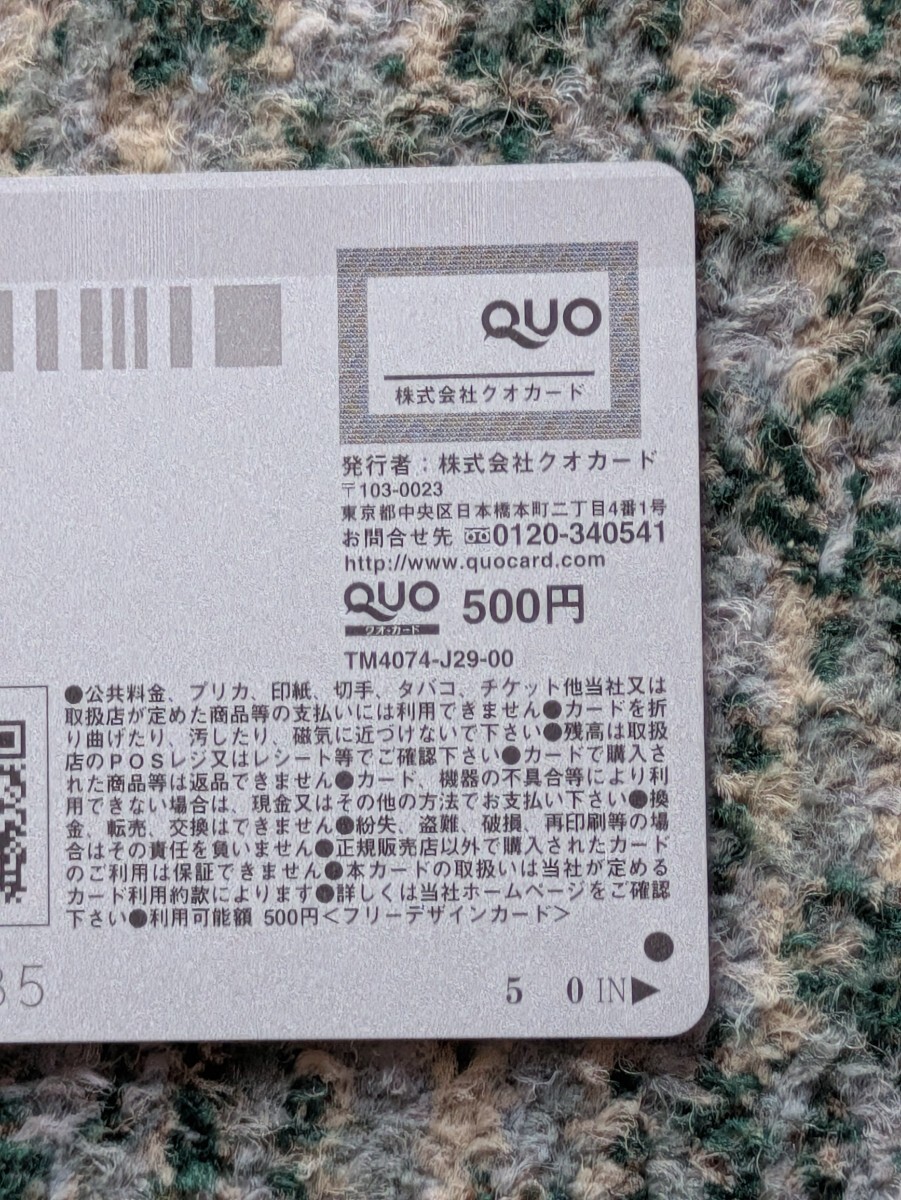 QUO
株式会社クオカード
発行者：株式会社クオカード
〒103-0023
東京都中央区日本橋本町二丁目4番1号
お問合せ先 0120-340541
http://www.quocard.com
QUO 500円
クオ・カード
TM4074-J29-00
●公共料金、プリカ、印紙、切手、タバコ、チケット他当社又は
取扱店が定めた商品等の支払いには利用できません●カードを折
り曲げたり、汚したり、磁気に近づけないで下さい●残高は取扱
店のPOSレジ又はレシート等でご確認下さい●カードで購入さ
れた商品等は返品できません●カード、機器の不具合等により利
用できない場合は、現金又はその他の方法でお支払い下さい●換
金、転売、交換はできません●紛失、盗難、破損、再印刷等の場
合はその責任を負いません●正規販売店以外で購入されたカード
のご利用は保証できません●本カードの取扱いは当社が定める
カード利用約款によります●詳しくは当社ホームページをご確認
下さい●利用可能額 500円＜フリーデザインカード＞
5 0 IN▶
35